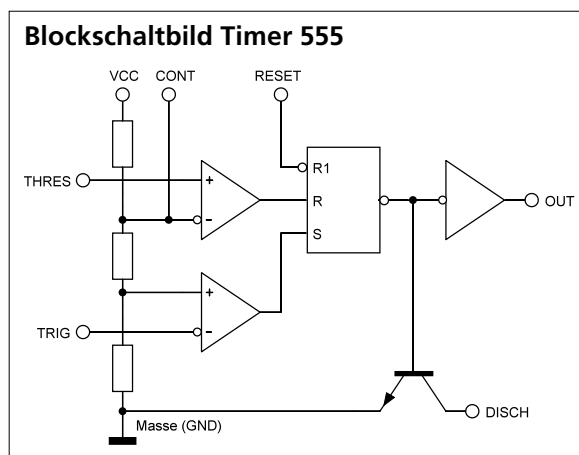 Blockschaltbild Timer 555
VCC CONT RESET
THRES + R1
- R OUT
S
+
TRIG -
Masse (GND) DISCH